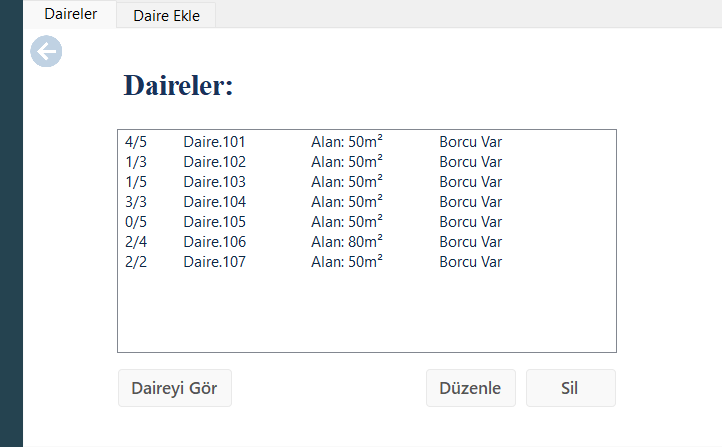 Daireler Daire Ekle
Daireler:
4/5 Daire.101 Alan: 50m² Borcu Var
1/3 Daire.102 Alan: 50m² Borcu Var
1/5 Daire.103 Alan: 50m² Borcu Var
3/3 Daire.104 Alan: 50m² Borcu Var
0/5 Daire.105 Alan: 50m² Borcu Var
2/4 Daire.106 Alan: 80m² Borcu Var
2/2 Daire.107 Alan: 50m² Borcu Var
Daireyi Gör Düzenle Sil